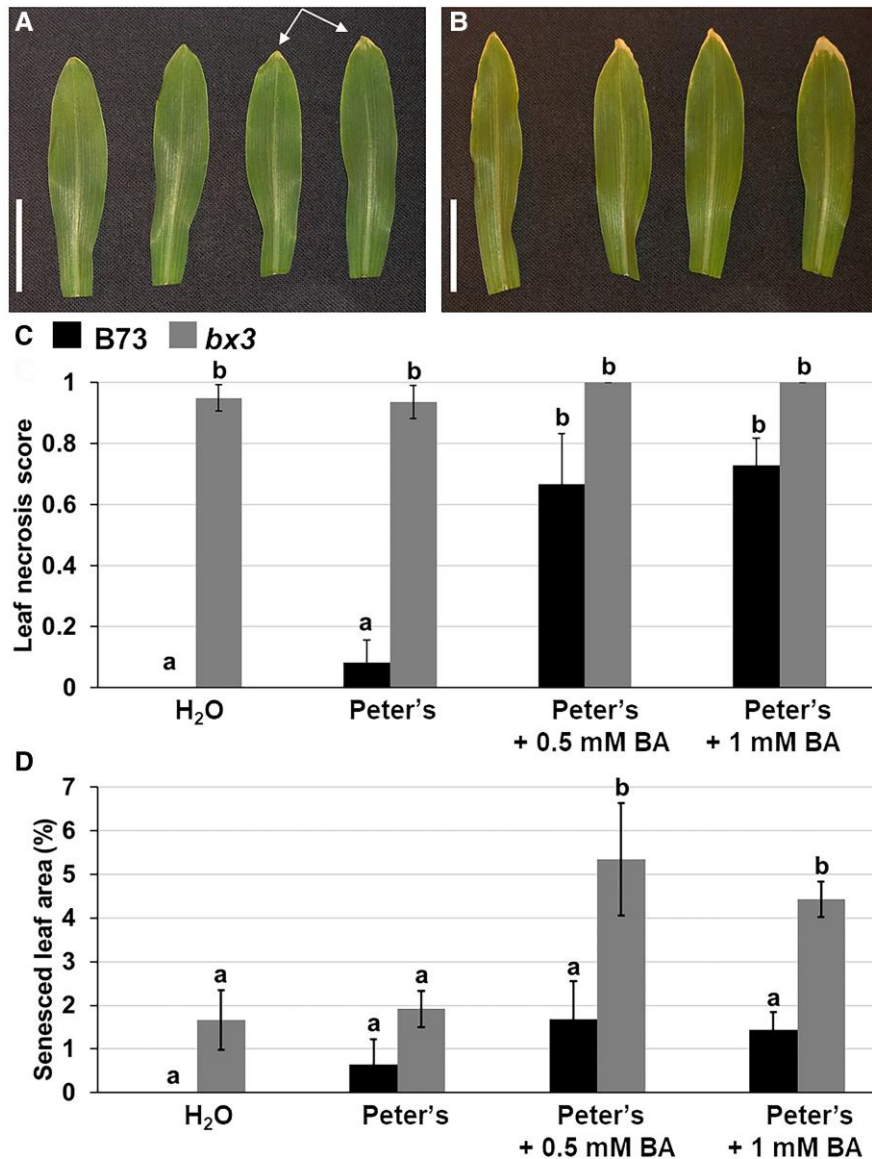 A
B
C B73 bx3
Leaf necrosis score
1
0.8
0.6
0.4
0.2
0
b
b
b
b
b
b
a
a
H₂O
Peter's
Peter's + 0.5 mM BA
Peter's + 1 mM BA
D
Senesced leaf area (%)
7
6
5
4
3
2
1
0
a
a
a
a
a
b
a
b
H₂O
Peter's
Peter's
+ 0.5 mM BA
Peter's
+ 1 mM BA